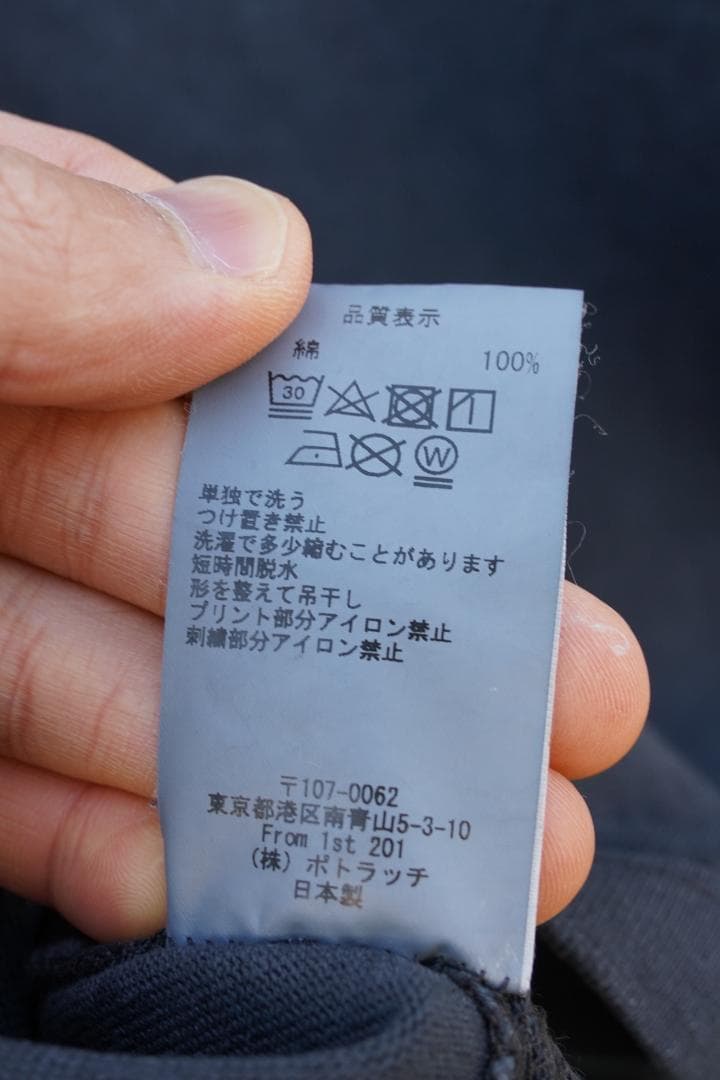 品質表示
綿 100%
30
W
単独で洗う
つけ置き禁止
洗濯で多少縮むことがあります
短時間脱水
形を整えて吊干し
プリント部分アイロン禁止
刺繍部分アイロン禁止
〒107-0062
東京都港区南青山5-3-10
From 1st 201
(株) ポトラッチ
日本製